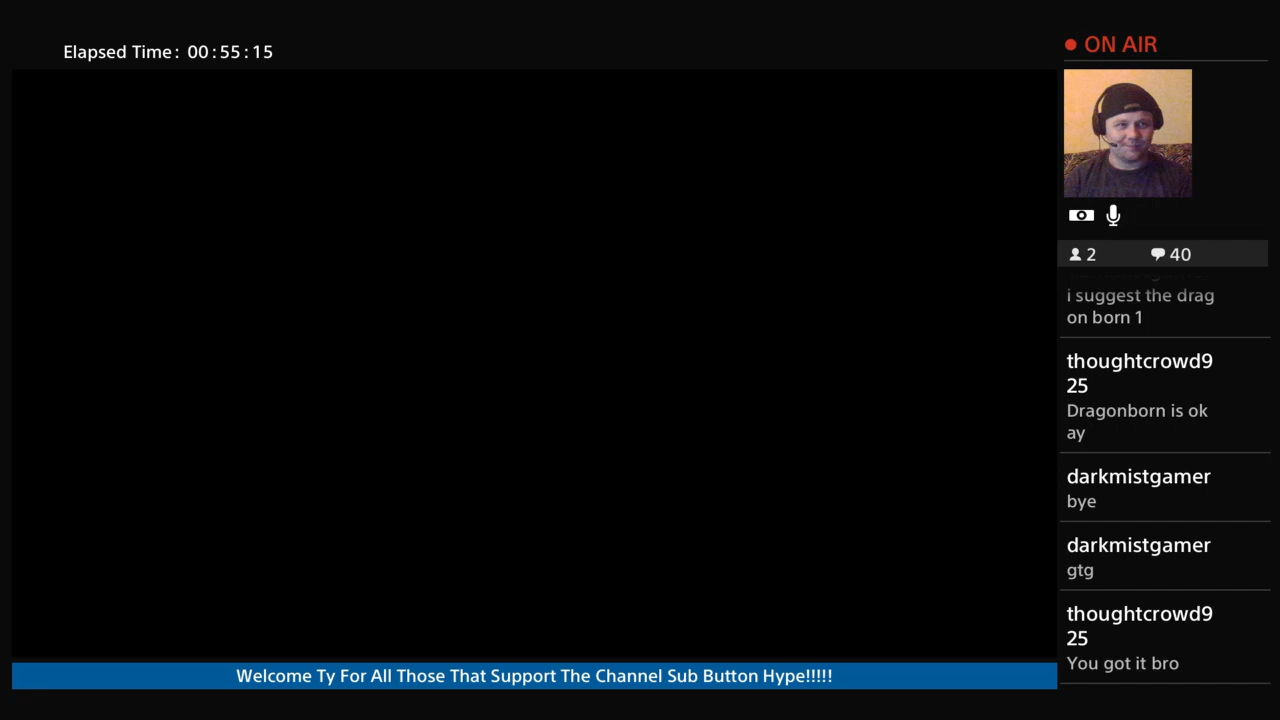 Elapsed Time: 00:55:15
ON AIR
2
40
i suggest the drag
on born 1
thoughtcrowd9
25
Dragonborn is ok
ay
darkmistgamer
bye
darkmistgamer
gtg
thoughtcrowd9
25
You got it bro
Welcome Ty For All Those That Support The Channel Sub Button Hype!!!!!